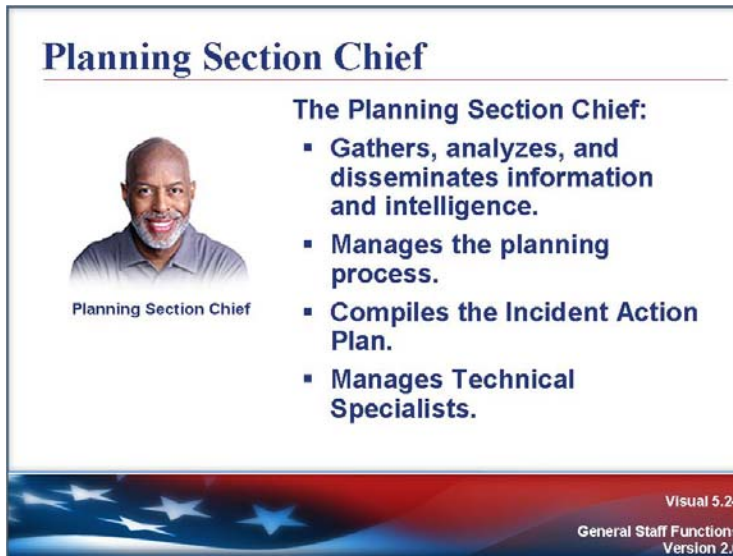 Planning Section Chief
The Planning Section Chief:
▪ Gathers, analyzes, and
disseminates information
and intelligence.
▪ Manages the planning
process.
▪ Compiles the Incident Action
Plan.
▪ Manages Technical
Specialists.
Planning Section Chief
Visual 5.24
General Staff Function
Version 2.